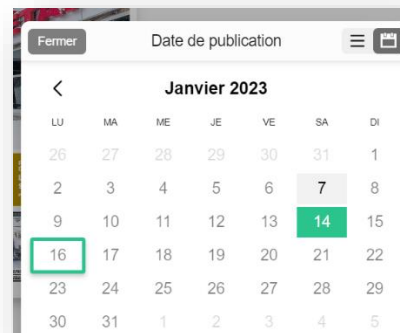 Fermer Date de publication
Janvier 2023
LU MA ME JE VE SA DI
26 27 28 29 30 31 1
2 3 4 5 6 7 8
9 10 11 12 13 14 15
16 17 18 19 20 21 22
23 24 25 26 27 28 29
30 31 1 2 3 4 5